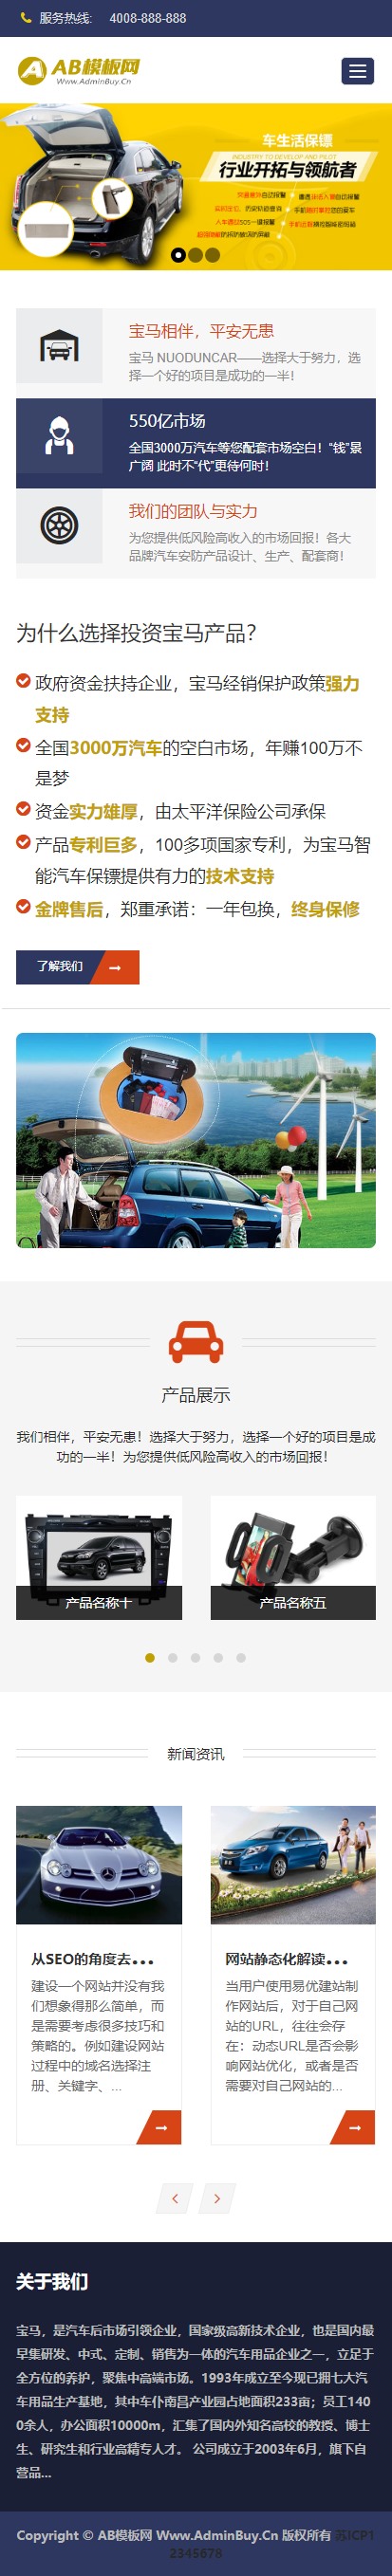 服务热线: 4008-888-888
AB模板网
Www.AdminBuy.Cn
车生活保镖
INDUSTRY TO DEVELOP AND PILOT
行业开拓与领航者
宝马相伴，平安无患
宝马 NUODUNCAR——选择大于努力，选
择一个好的项目是成功的一半！
550亿市场
全国3000万汽车等您配套市场空白！“钱”景
广阔 此时不“代”更待何时！
我们的团队与实力
为您提供低风险高收入的市场回报！各大
品牌汽车安防产品设计、生产、配套商！
为什么选择投资宝马产品？
政府资金扶持企业，宝马经销保护政策强力
支持
全国3000万汽车的空白市场，年赚100万不
是梦
资金实力雄厚，由太平洋保险公司承保
产品专利巨多，100多项国家专利，为宝马智
能汽车保镖提供有力的技术支持
金牌售后，郑重承诺：一年包换，终身保修
了解我们
产品展示
我们相伴，平安无患！选择大于努力，选择一个好的项目是成
功的一半！为您提供低风险高收入的市场回报！
产品名称十
产品名称五
新闻资讯
从SEO的角度去...
建设一个网站并没有我
们想象得那么简单，而
是需要考虑很多技巧和
策略的。例如建设网站
过程中的域名选择注
册、关键字、...
网站静态化解读...
当用户使用易优建站制
作网站后，对于自己网
站的URL，往往会存
在：动态URL是否会影
响网站优化，或者是否
需要对自己网站的...
关于我们
宝马，是汽车后市场引领企业，国家级高新技术企业，也是国内最
早集研发、中式、定制、销售为一体的汽车用品企业之一，立足于
全方位的养护，聚焦中高端市场。1993年成立至今现已拥七大汽
车用品生产基地，其中车仆南昌产业园占地面积233亩；员工140
0余人，办公面积10000m，汇集了国内外知名高校的教授、博士
生、研究生和行业高精专人才。 公司成立于2003年6月，旗下自
营品...
Copyright © AB模板网 Www.AdminBuy.Cn 版权所有 苏ICP1
2345678